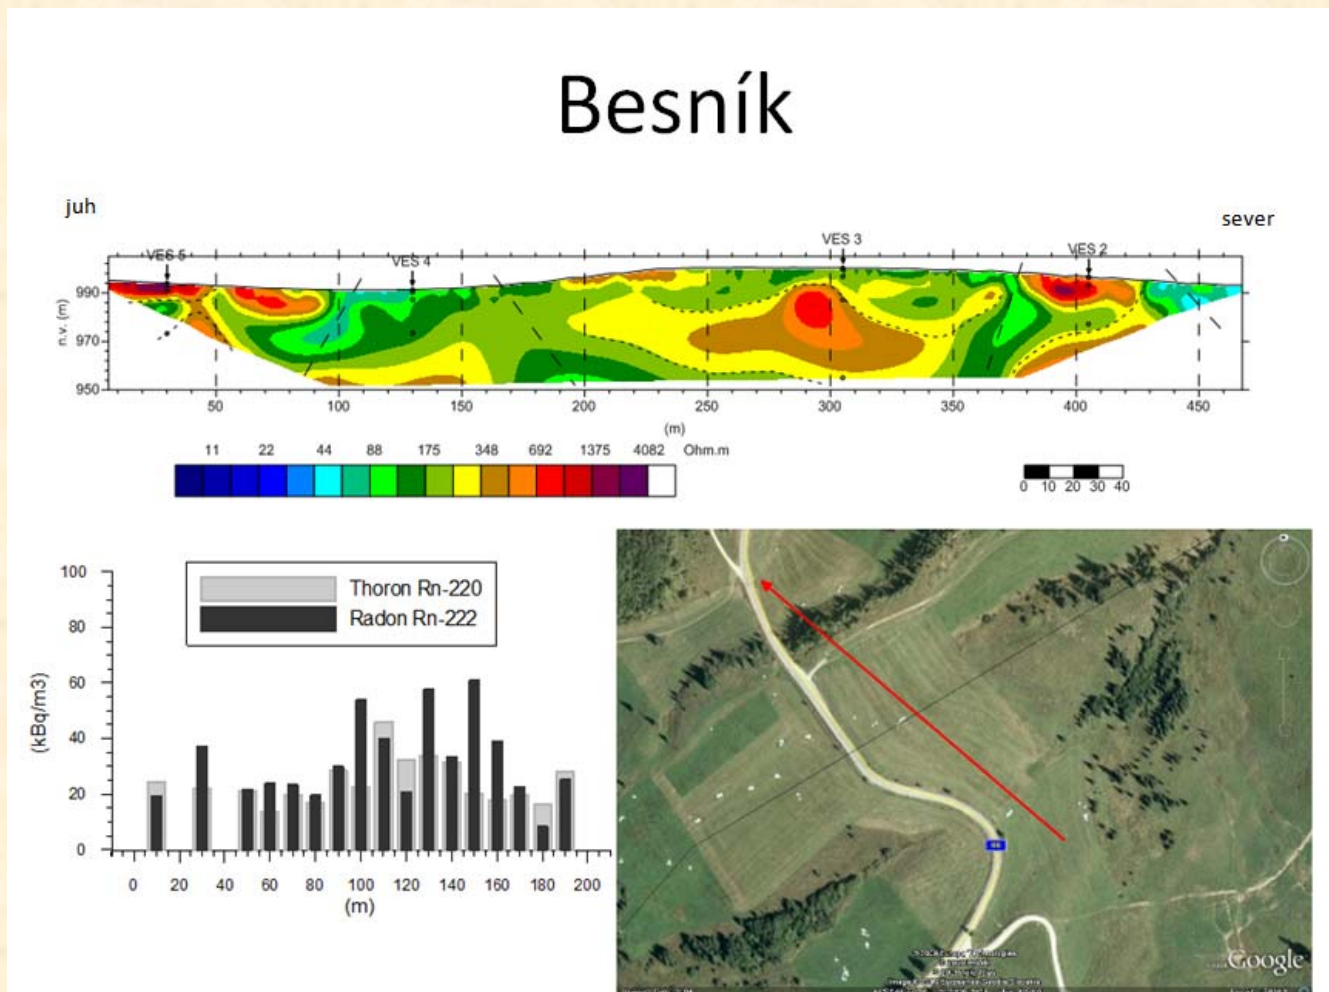 Besník
juh
sever
VES 5
VES 4
VES 3
VES 2
n.v. (m)
990
970
950
50 100 150 200 250 300 350 400 450
(m)
11 22 44 88 175 348 692 1375 4082 Ohm.m
0 10 20 30 40
Thoron Rn-220
Radon Rn-222
(kBq/m3)
100
80
60
40
20
0
0 20 40 60 80 100 120 140 160 180 200
(m)
Google